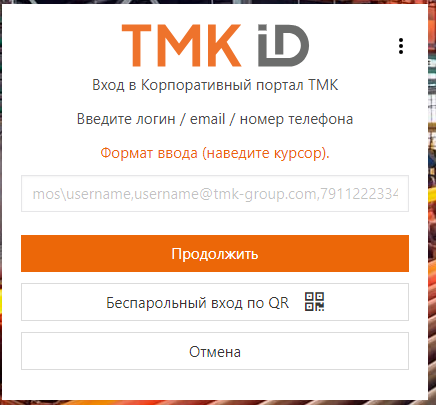 TMK iD
Вход в Корпоративный портал ТМК
Введите логин / email / номер телефона
Формат ввода (наведите курсор).
mos\username,username@tmk-group.com,7911222334
Продолжить
Беспарольный вход по QR
Отмена